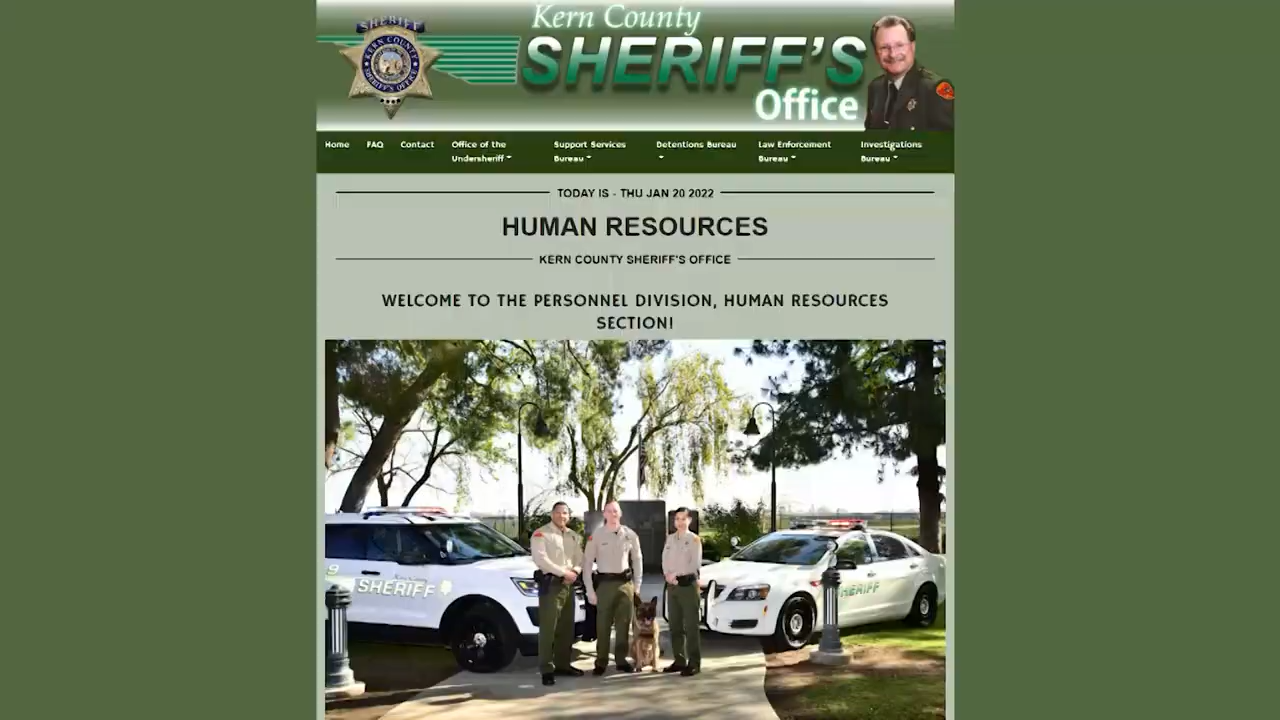 SHERIFF
KERN COUNTY
SHERIFF'S OFFICE
Kern County
SHERIFF'S
Office
Home
FAQ
Contact
Office of the
Undersheriff
Support Services
Bureau
Detentions Bureau
Law Enforcement
Bureau
Investigations
Bureau
TODAY IS - THU JAN 20 2022
HUMAN RESOURCES
KERN COUNTY SHERIFF'S OFFICE
WELCOME TO THE PERSONNEL DIVISION, HUMAN RESOURCES
SECTION!
9
SHERIFF
SHERIFF